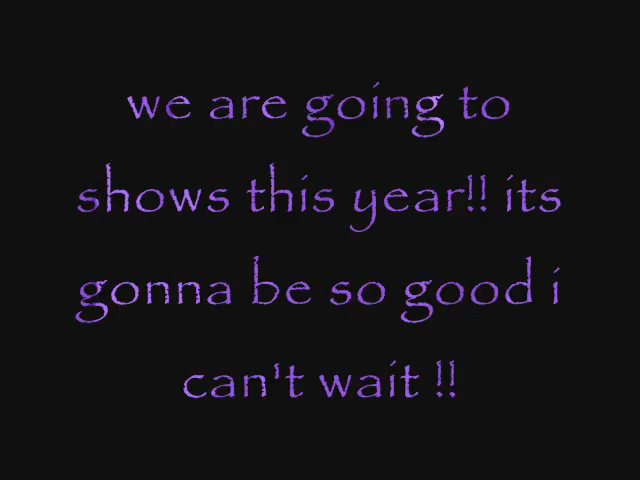 we are going to
shows this year!! its
gonna be so good i
can't wait !!